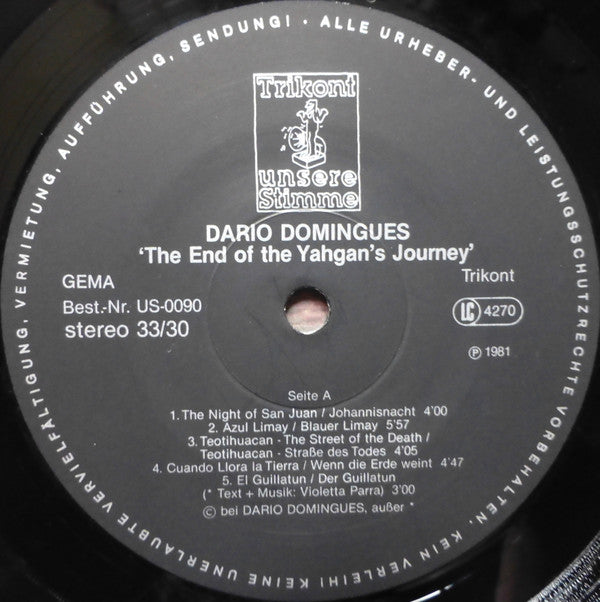 ALLE URHEBER- UND LEISTUNGSSCHUTZRECHTE VORBEHALTEN. KEIN VERLEIH! KEINE UNERLAUBTE VERVIELFÄLTIGUNG, VERMIETUNG, AUFFÜHRUNG, SENDUNG!
Trikont
unsere
Stimme
DARIO DOMINGUES
'The End of the Yahgan's Journey'
GEMA
Trikont
Best.-Nr. US-0090
LC 4270
stereo 33/30
Ⓟ 1981
Seite A
1. The Night of San Juan / Johannisnacht 4'00
2. Azul Limay / Blauer Limay 5'57
3. Teotihuacan - The Street of the Death /
Teotihuacan - Straße des Todes 4'05
4. Cuando Llora la Tierra / Wenn die Erde weint 4'47
5. El Guillatun / Der Guillatun
(* Text + Musik: Violetta Parra) 3'00
© bei DARIO DOMINGUES, außer *